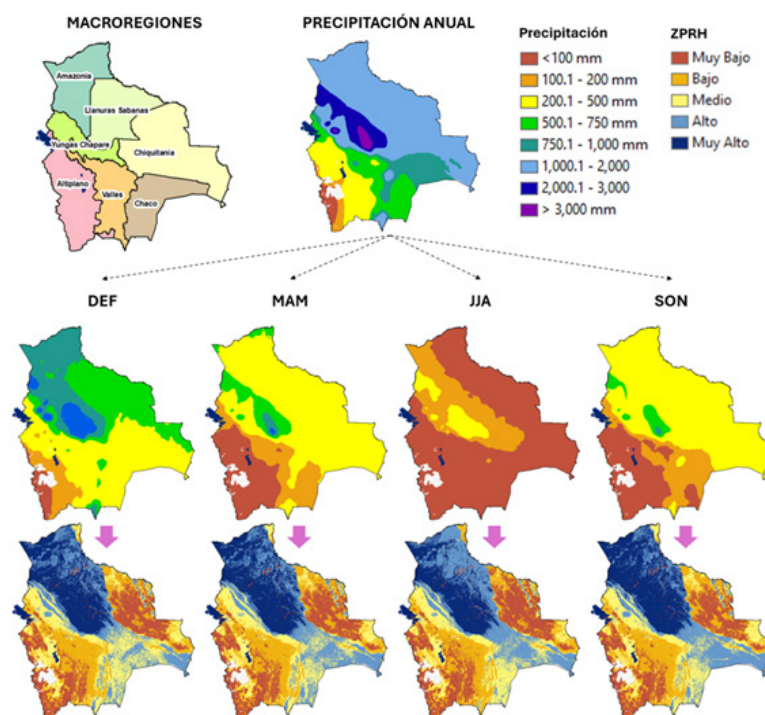 MACROREGIONES
PRECIPITACIÓN ANUAL
Precipitación
<100 mm
100.1 - 200 mm
200.1 - 500 mm
500.1 - 750 mm
750.1 - 1,000 mm
1,000.1 - 2,000
2,000.1 - 3,000
> 3,000 mm
ZPRH
Muy Bajo
Bajo
Medio
Alto
Muy Alto
Amazonia
Llanuras Sabanas
Yungas Chapare
Chiquitania
Altiplano
Valles
Chaco
DEF
MAM
JJA
SON